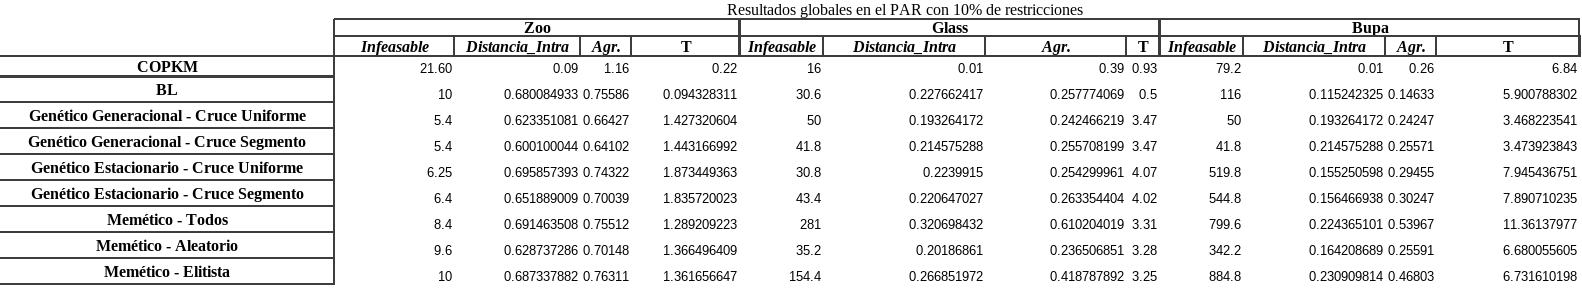 Resultados globales en el PAR con 10% de restricciones
Zoo Glass Bupa
Infeasable Distancia_Intra Agr. T Infeasable Distancia_Intra Agr. T Infeasable Distancia_Intra Agr. T
COPKM 21.60 0.09 1.16 0.22 16 0.01 0.39 0.93 79.2 0.01 0.26 6.84
BL 10 0.680084933 0.75586 0.094328311 30.6 0.227662417 0.257774069 0.5 116 0.115242325 0.14633 5.900788302
Genético Generacional - Cruce Uniforme 5.4 0.623351081 0.66427 1.427320604 50 0.193264172 0.242466219 3.47 50 0.193264172 0.24247 3.468223541
Genético Generacional - Cruce Segmento 5.4 0.600100044 0.64102 1.443166992 41.8 0.214575288 0.255708199 3.47 41.8 0.214575288 0.25571 3.473923843
Genético Estacionario - Cruce Uniforme 6.25 0.695857393 0.74322 1.873449363 30.8 0.2239915 0.254299961 4.07 519.8 0.155250598 0.29455 7.945436751
Genético Estacionario - Cruce Segmento 6.4 0.651889009 0.70039 1.835720023 43.4 0.220647027 0.263354404 4.02 544.8 0.156466938 0.30247 7.890710235
Memético - Todos 8.4 0.691463508 0.75512 1.289209223 281 0.320698432 0.610204019 3.31 799.6 0.224365101 0.53967 11.36137977
Memético - Aleatorio 9.6 0.628737286 0.70148 1.366496409 35.2 0.20186861 0.236506851 3.28 342.2 0.164208689 0.25591 6.680055605
Memético - Elitista 10 0.687337882 0.76311 1.361656647 154.4 0.266851972 0.418787892 3.25 884.8 0.230909814 0.46803 6.731610198